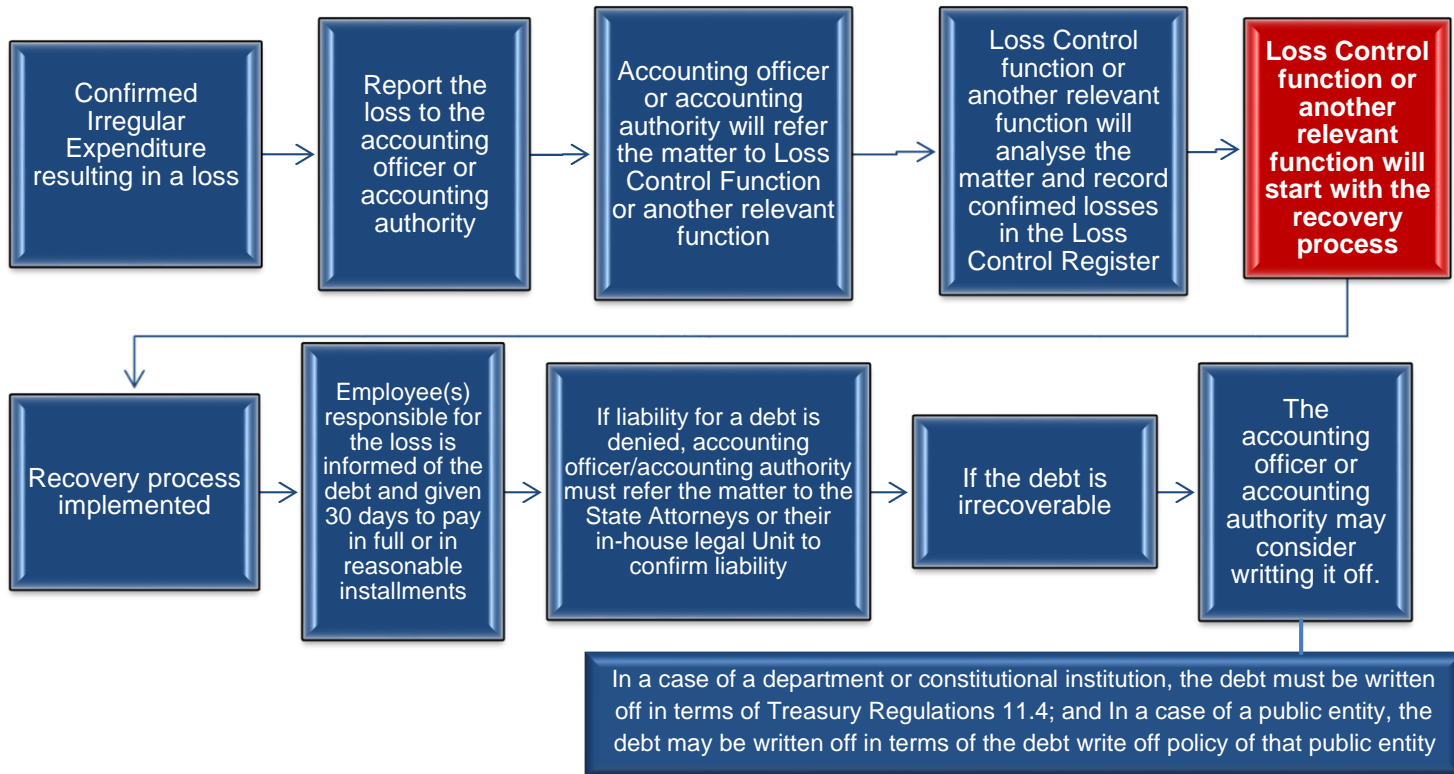 Confirmed
Irregular
Expenditure
resulting in a loss
Report the
loss to the
accounting
officer or
accounting
authority
Accounting officer
or accounting
authority will refer
the matter to Loss
Control Function
or another relevant
function
Loss Control
function or
another relevant
function will
analyse the
matter and record
confimed losses
in the Loss
Control Register
Loss Control
function or
another
relevant
function will
start with the
recovery
process
Recovery process
implemented
Employee(s)
responsible for
the loss is
informed of the
debt and given
30 days to pay
in full or in
reasonable
installments
If liability for a debt is
denied, accounting
officer/accounting authority
must refer the matter to the
State Attorneys or their
in-house legal Unit to
confirm liability
If the debt is
irrecoverable
The
accounting
officer or
accounting
authority may
consider
writting it off.
In a case of a department or constitutional institution, the debt must be written
off in terms of Treasury Regulations 11.4; and In a case of a public entity, the
debt may be written off in terms of the debt write off policy of that public entity